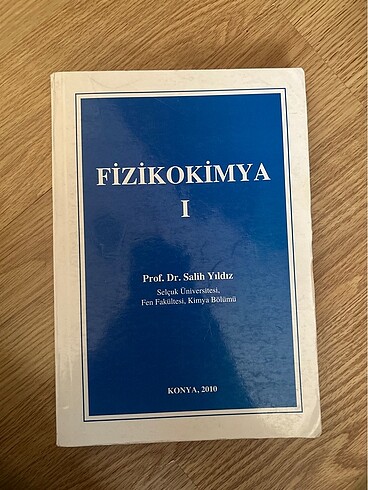 FİZİKOKİMYA
I
Prof. Dr. Salih Yıldız
Selçuk Üniversitesi,
Fen Fakültesi, Kimya Bölümü
KONYA, 2010